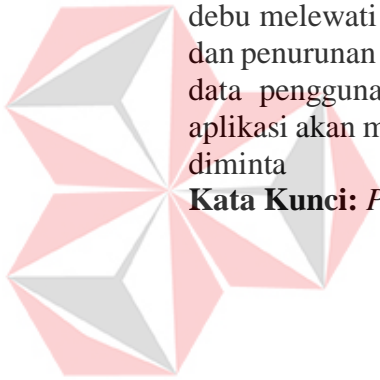 debu melewati
dan penurunan
data pengguna
aplikasi akan m
diminta
Kata Kunci: P